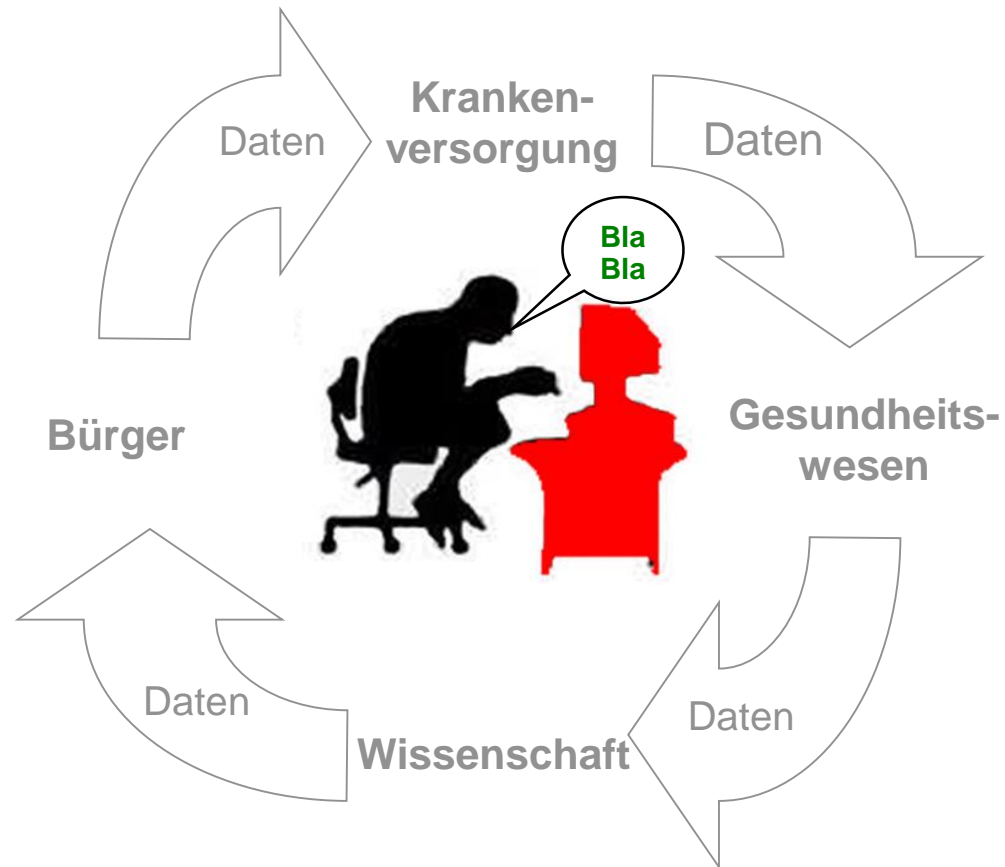 Kranken-
versorgung
Daten
Daten
Bla
Bla
Bürger
Gesundheits-
wesen
Daten
Daten
Wissenschaft